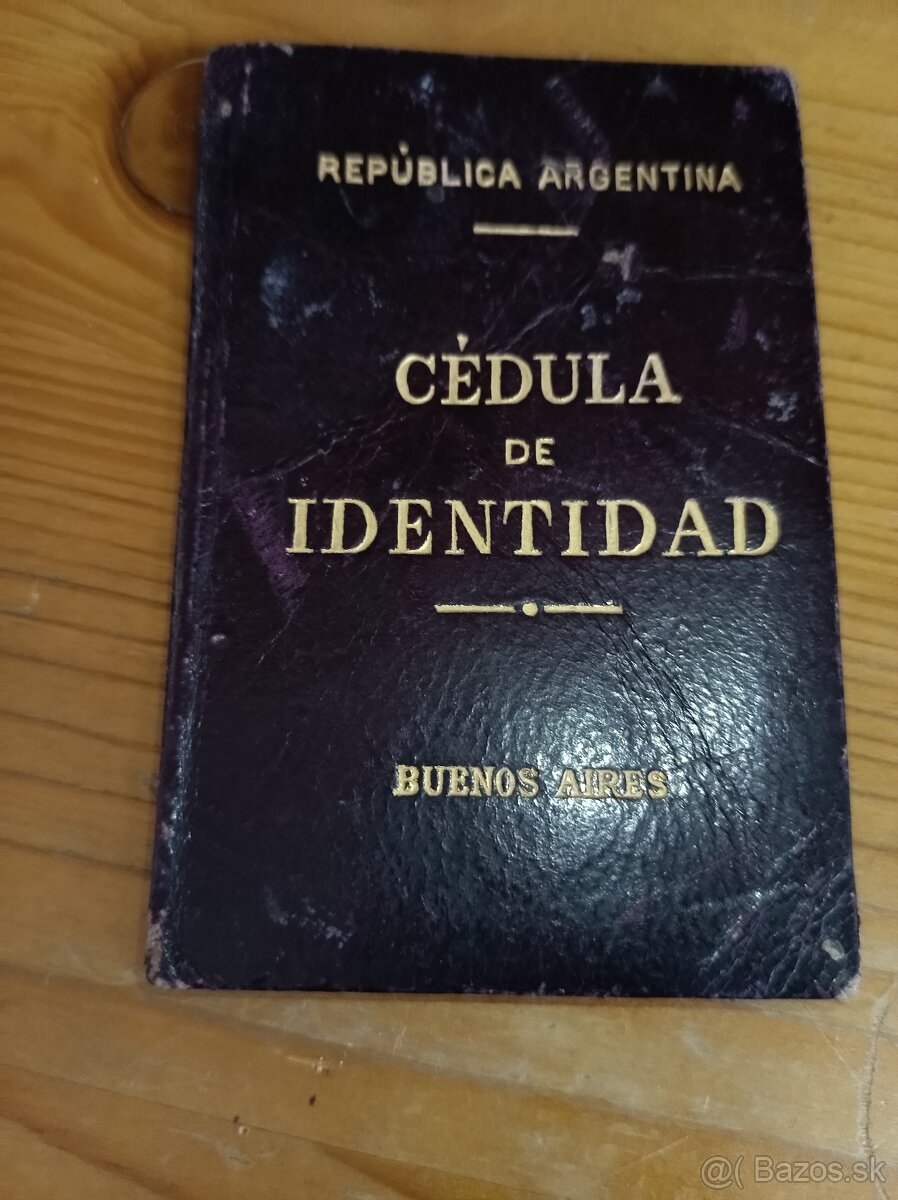 REPÚBLICA ARGENTINA
CÉDULA
DE
IDENTIDAD
BUENOS AIRES
@( Bazos.sk